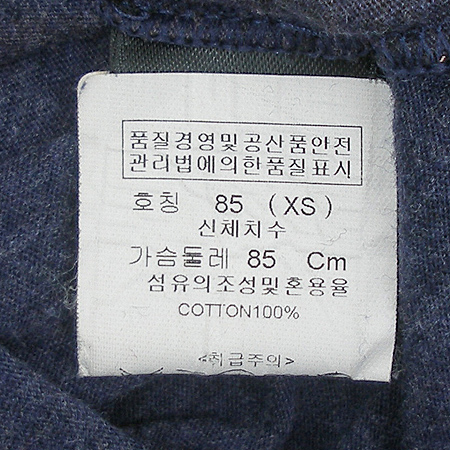 품질경영및공산품안전
관리법에의한품질표시
호칭 85 (XS)
신체치수
가슴둘레 85 Cm
섬유의조성및혼용율
COTTON100%
<취급주의>